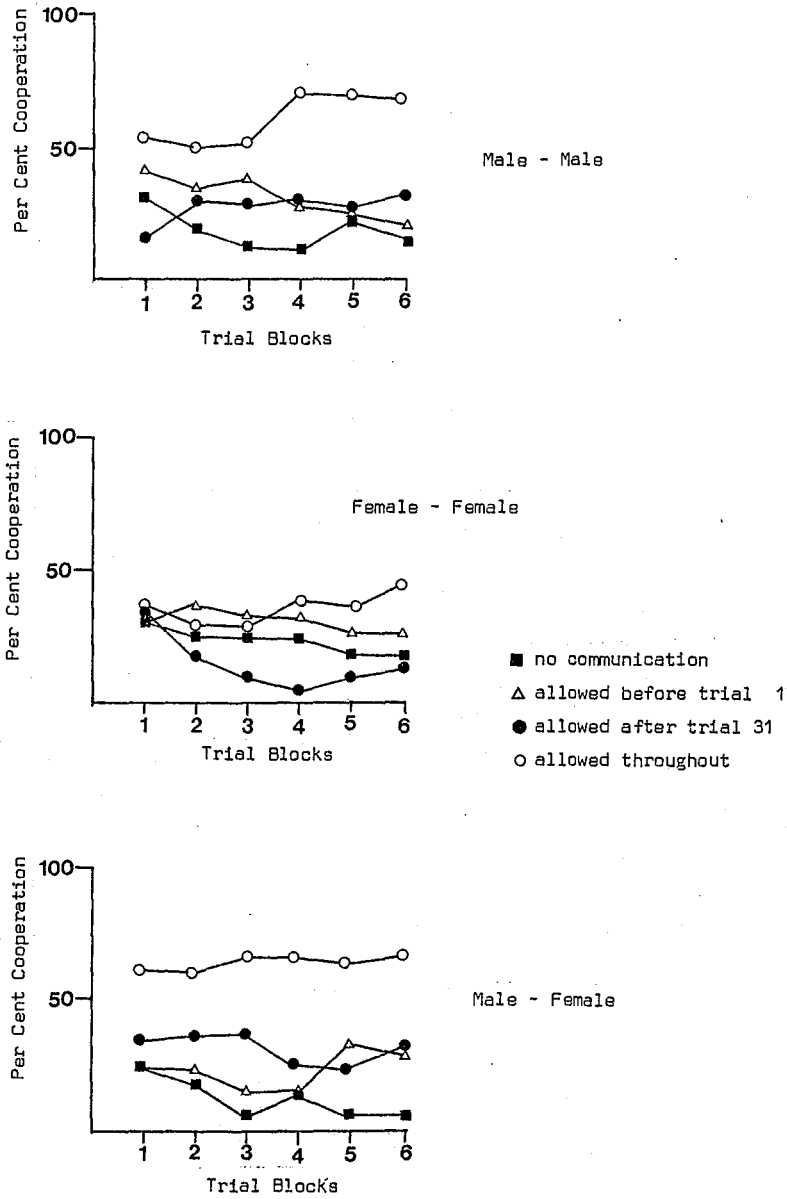 100
50
Per Cent Cooperation
Male - Male
1 2 3 4 5 6
Trial Blocks
100
50
Per Cent Cooperation
Female - Female
1 2 3 4 5 6
Trial Blocks
no communication
allowed before trial 1
allowed after trial 31
allowed throughout
100
50
Per Cent Cooperation
Male - Female
1 2 3 4 5 6
Trial Blocks